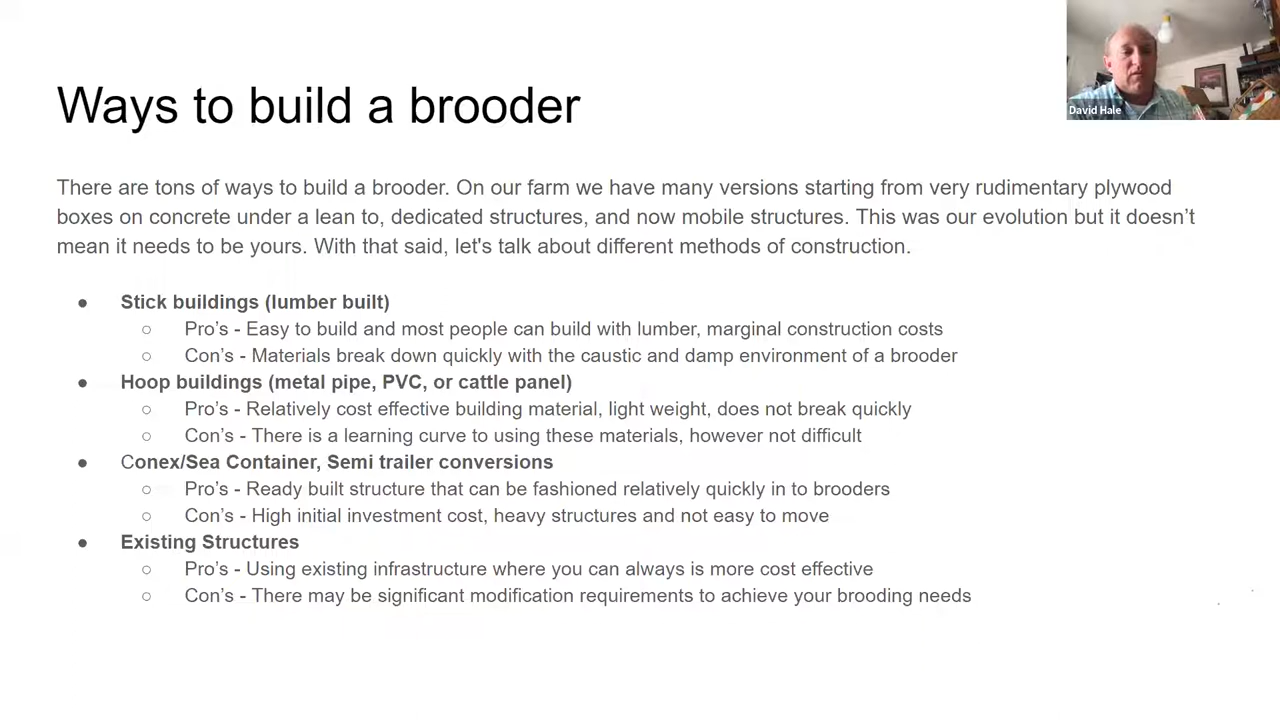 David Hale
Ways to build a brooder
There are tons of ways to build a brooder. On our farm we have many versions starting from very rudimentary plywood
boxes on concrete under a lean to, dedicated structures, and now mobile structures. This was our evolution but it doesn’t
mean it needs to be yours. With that said, let's talk about different methods of construction.
● Stick buildings (lumber built)
○ Pro’s - Easy to build and most people can build with lumber, marginal construction costs
○ Con’s - Materials break down quickly with the caustic and damp environment of a brooder
● Hoop buildings (metal pipe, PVC, or cattle panel)
○ Pro’s - Relatively cost effective building material, light weight, does not break quickly
○ Con’s - There is a learning curve to using these materials, however not difficult
● Conex/Sea Container, Semi trailer conversions
○ Pro’s - Ready built structure that can be fashioned relatively quickly in to brooders
○ Con’s - High initial investment cost, heavy structures and not easy to move
● Existing Structures
○ Pro’s - Using existing infrastructure where you can always is more cost effective
○ Con’s - There may be significant modification requirements to achieve your brooding needs